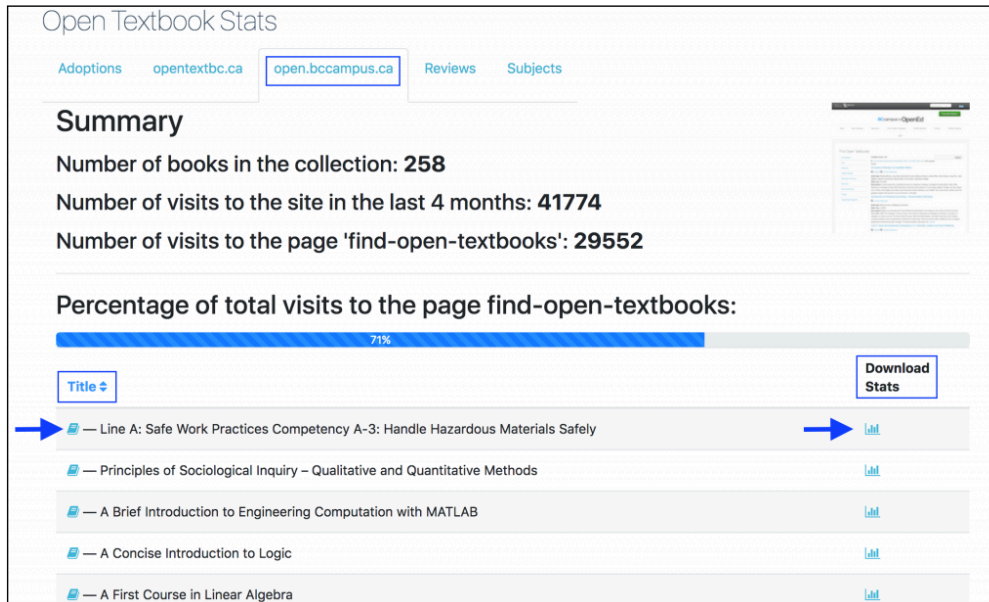 Open Textbook Stats
Adoptions opentextbc.ca open.bccampus.ca Reviews Subjects
Summary
Number of books in the collection: 258
Number of visits to the site in the last 4 months: 41774
Number of visits to the page 'find-open-textbooks': 29552
Percentage of total visits to the page find-open-textbooks:
71%
Title
Download
Stats
— Line A: Safe Work Practices Competency A-3: Handle Hazardous Materials Safely
— Principles of Sociological Inquiry – Qualitative and Quantitative Methods
— A Brief Introduction to Engineering Computation with MATLAB
— A Concise Introduction to Logic
— A First Course in Linear Algebra